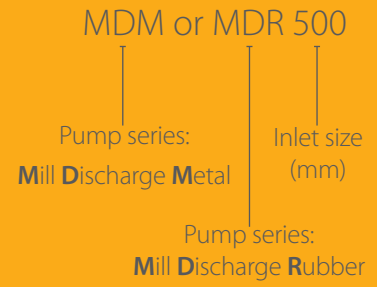 MDM or MDR 500
Pump series:
Mill Discharge Metal
Inlet size
(mm)
Pump series:
Mill Discharge Rubber